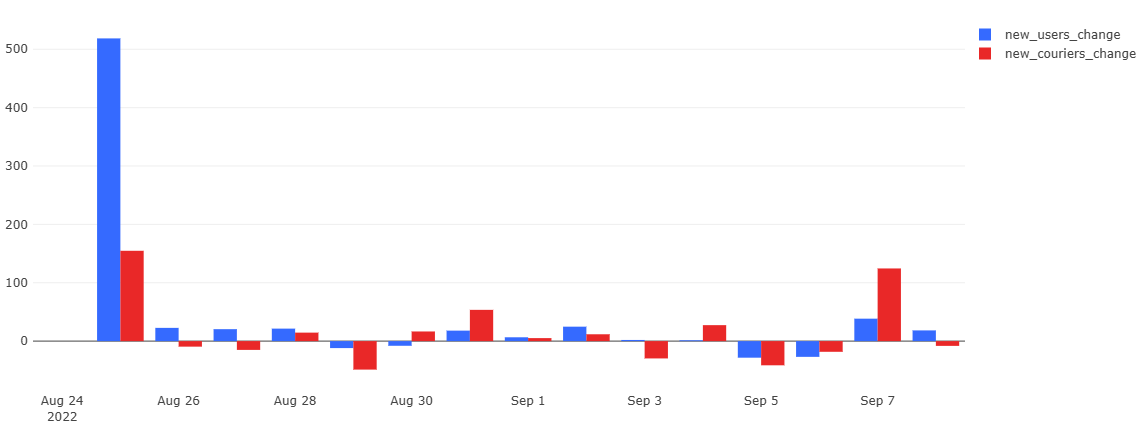 500
400
300
200
100
0
Aug 24
2022
Aug 26
Aug 28
Aug 30
Sep 1
Sep 3
Sep 5
Sep 7
new_users_change
new_couriers_change